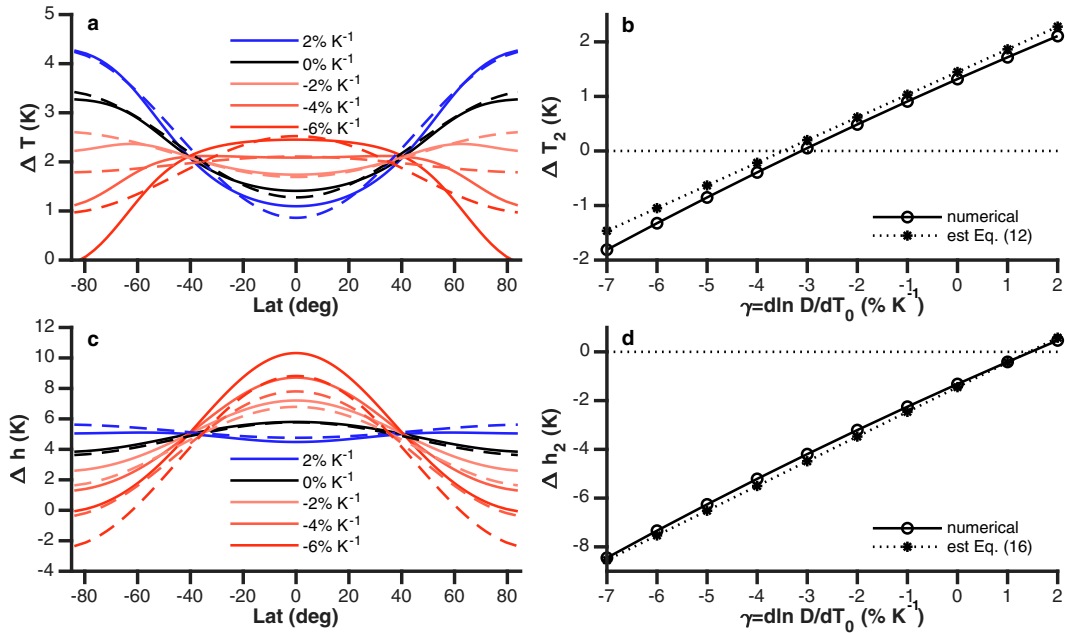 a
5
4
3
2
1
0
Δ T (K)
2% K-1
0% K-1
-2% K-1
-4% K-1
-6% K-1
-80 -60 -40 -20 0 20 40 60 80
Lat (deg)
b
2
1
0
-1
-2
Δ T2 (K)
numerical
est Eq. (12)
-7 -6 -5 -4 -3 -2 -1 0 1 2
γ=dln D/dT0 (% K-1)
c
12
10
8
6
4
2
0
-2
-4
Δ h (K)
2% K-1
0% K-1
-2% K-1
-4% K-1
-6% K-1
-80 -60 -40 -20 0 20 40 60 80
Lat (deg)
d
0
-2
-4
-6
-8
Δ h2 (K)
numerical
est Eq. (16)
-7 -6 -5 -4 -3 -2 -1 0 1 2
γ=dln D/dT0 (% K-1)